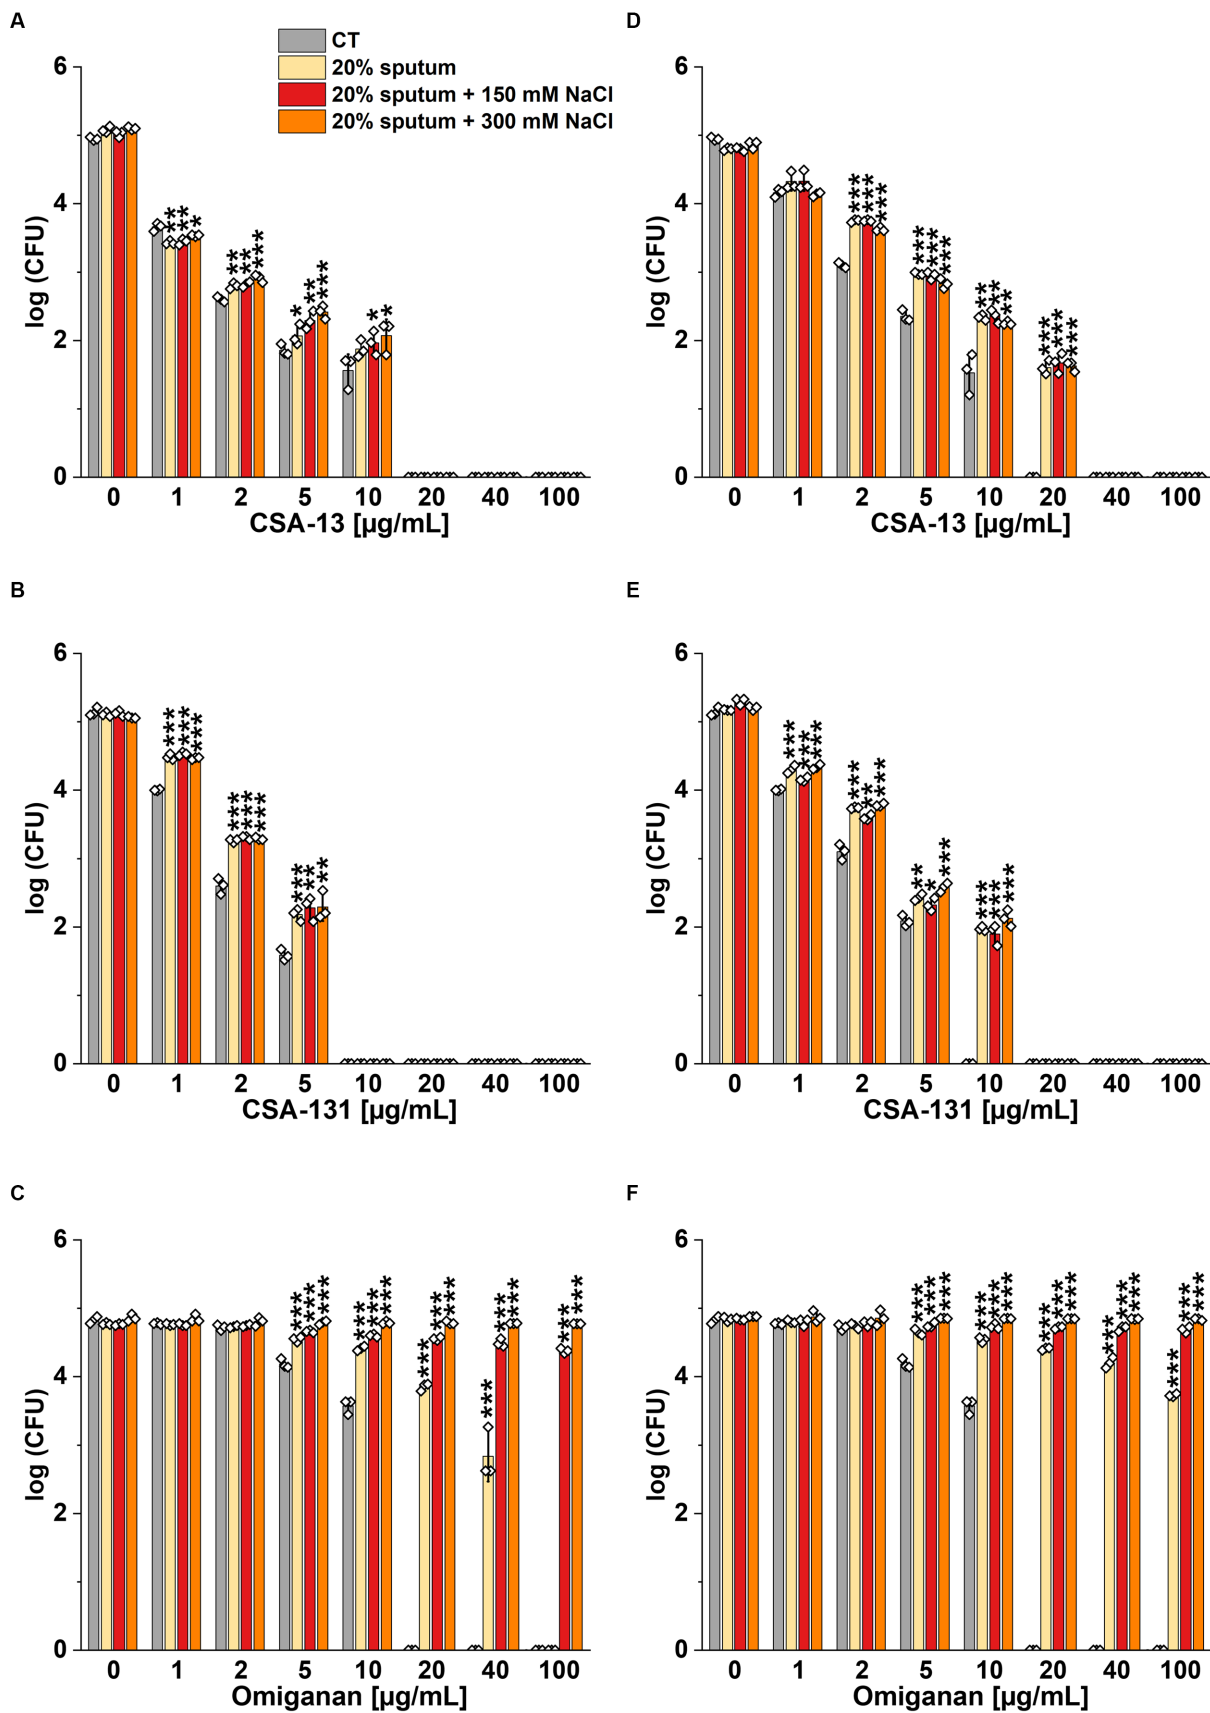 A
CT
20% sputum
20% sputum + 150 mM NaCl
20% sputum + 300 mM NaCl
log (CFU)
6
4
2
0
** ** * ** ** *** * ** *** * *
0 1 2 5 10 20 40 100
CSA-13 [µg/mL]
D
log (CFU)
6
4
2
0
*** *** *** *** *** *** ** ** ** *** *** ***
0 1 2 5 10 20 40 100
CSA-13 [µg/mL]
B
log (CFU)
6
4
2
0
*** *** *** *** *** *** *** ** **
0 1 2 5 10 20 40 100
CSA-131 [µg/mL]
E
log (CFU)
6
4
2
0
*** *** *** *** ** *** ** * *** *** *** ***
0 1 2 5 10 20 40 100
CSA-131 [µg/mL]
C
log (CFU)
6
4
2
0
*** *** *** *** *** *** *** *** *** *** *** *** *** ***
0 1 2 5 10 20 40 100
Omiganan [µg/mL]
F
log (CFU)
6
4
2
0
*** *** *** *** *** *** *** *** *** *** *** *** *** *** ***
0 1 2 5 10 20 40 100
Omiganan [µg/mL]